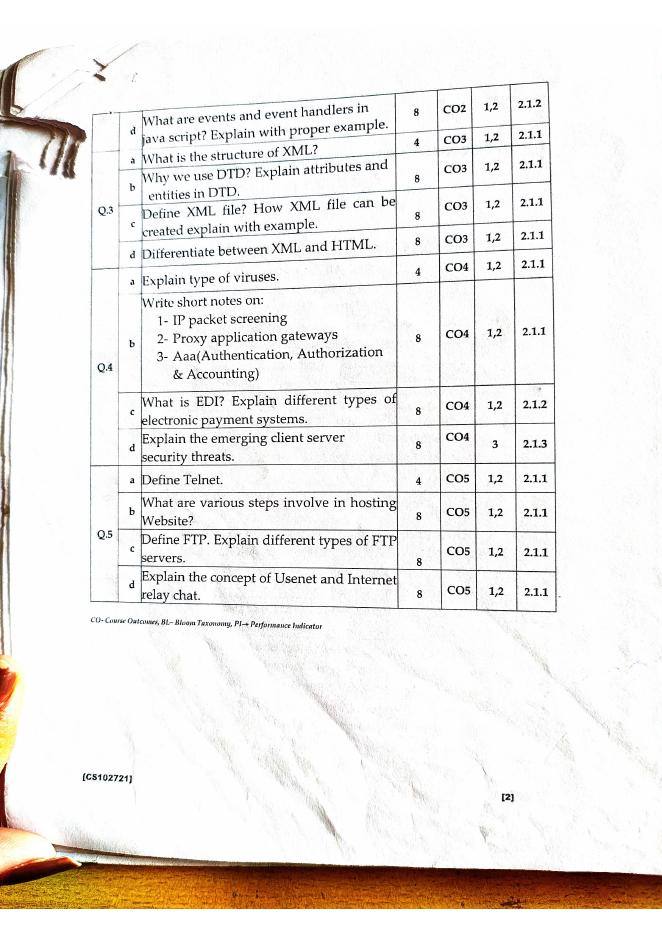 d What are events and event handlers in java script? Explain with proper example. 8 CO2 1,2 2.1.2
Q.3
a What is the structure of XML? 4 CO3 1,2 2.1.1
b Why we use DTD? Explain attributes and entities in DTD. 8 CO3 1,2 2.1.1
c Define XML file? How XML file can be created explain with example. 8 CO3 1,2 2.1.1
d Differentiate between XML and HTML. 8 CO3 1,2 2.1.1
Q.4
a Explain type of viruses. 4 CO4 1,2 2.1.1
b Write short notes on:
1- IP packet screening
2- Proxy application gateways
3- Aaa(Authentication, Authorization & Accounting) 8 CO4 1,2 2.1.1
c What is EDI? Explain different types of electronic payment systems. 8 CO4 1,2 2.1.2
d Explain the emerging client server security threats. 8 CO4 3 2.1.3
Q.5
a Define Telnet. 4 CO5 1,2 2.1.1
b What are various steps involve in hosting Website? 8 CO5 1,2 2.1.1
c Define FTP. Explain different types of FTP servers. 8 CO5 1,2 2.1.1
d Explain the concept of Usenet and Internet relay chat. 8 CO5 1,2 2.1.1
CO- Course Outcomes, BL- Bloom Taxonomy, PI→ Performance Indicator
[CS102721]
[2]